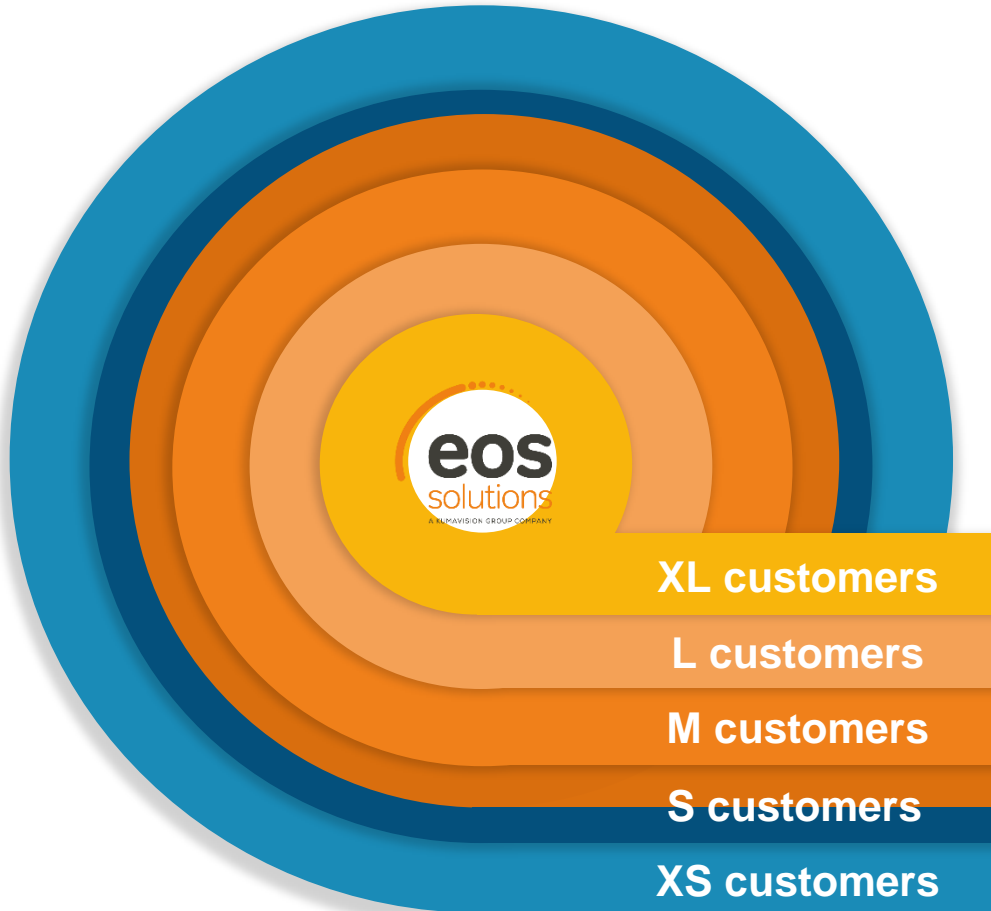 eos
solutions
A KUMAVISION GROUP COMPANY
XL customers
L customers
M customers
S customers
XS customers